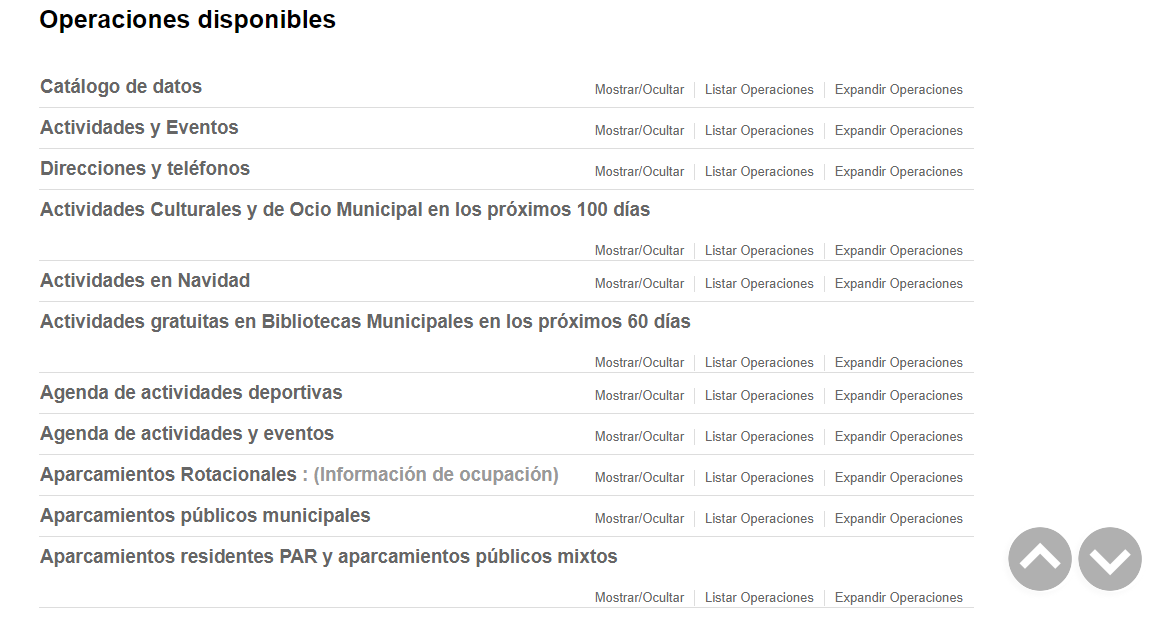 Operaciones disponibles
Catálogo de datos Mostrar/Ocultar Listar Operaciones Expandir Operaciones
Actividades y Eventos Mostrar/Ocultar Listar Operaciones Expandir Operaciones
Direcciones y teléfonos Mostrar/Ocultar Listar Operaciones Expandir Operaciones
Actividades Culturales y de Ocio Municipal en los próximos 100 días
Mostrar/Ocultar Listar Operaciones Expandir Operaciones
Actividades en Navidad Mostrar/Ocultar Listar Operaciones Expandir Operaciones
Actividades gratuitas en Bibliotecas Municipales en los próximos 60 días
Mostrar/Ocultar Listar Operaciones Expandir Operaciones
Agenda de actividades deportivas Mostrar/Ocultar Listar Operaciones Expandir Operaciones
Agenda de actividades y eventos Mostrar/Ocultar Listar Operaciones Expandir Operaciones
Aparcamientos Rotacionales : (Información de ocupación) Mostrar/Ocultar Listar Operaciones Expandir Operaciones
Aparcamientos públicos municipales Mostrar/Ocultar Listar Operaciones Expandir Operaciones
Aparcamientos residentes PAR y aparcamientos públicos mixtos
Mostrar/Ocultar Listar Operaciones Expandir Operaciones